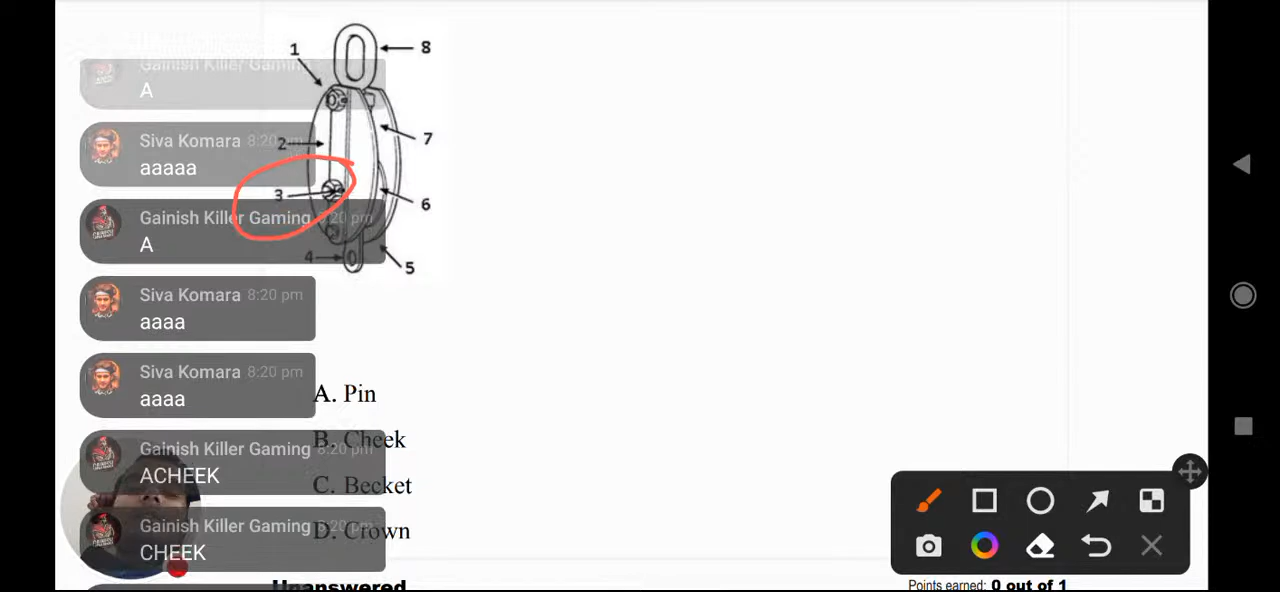 1
8
Gainish Killer Gaming
A
Siva Komara 8:20 pm
aaaaa
2
7
3
6
Gainish Killer Gaming 8:20 pm
A
4
5
Siva Komara 8:20 pm
aaaa
Siva Komara 8:20 pm
aaaa
A. Pin
B. Cheek
Gainish Killer Gaming 8:20 pm
ACHEEK
C. Becket
Gainish Killer Gaming 8:20 pm
D. Crown
CHEEK
Unanswered
Points earned: 0 out of 1